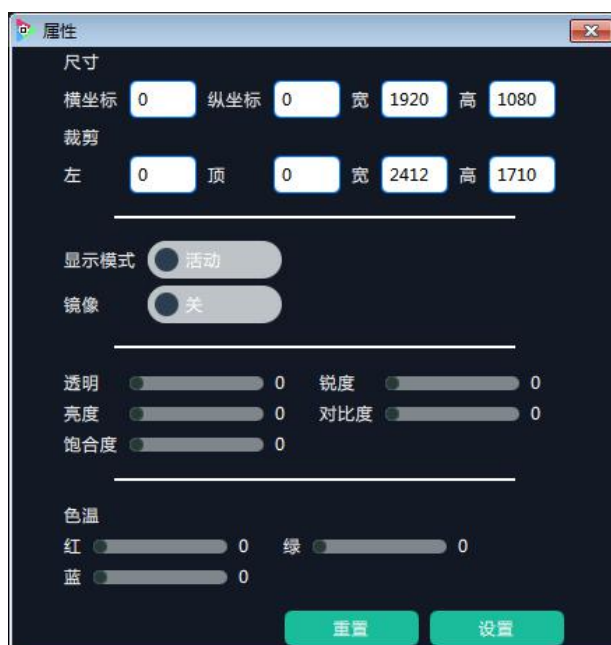 属性
尺寸
横坐标 0 纵坐标 0 宽 1920 高 1080
裁剪
左 0 顶 0 宽 2412 高 1710
显示模式 活动
镜像 关
透明 0 锐度 0
亮度 0 对比度 0
饱合度 0
色温
红 0 绿 0
蓝 0
重置 设置